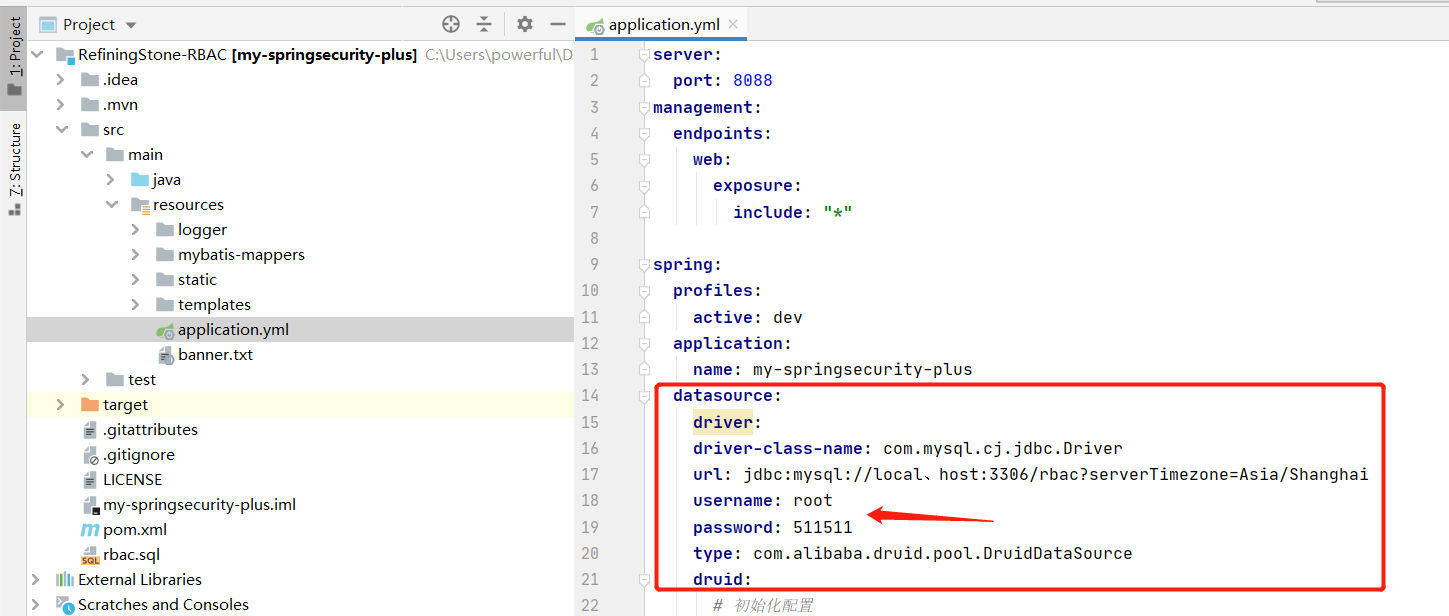 1: Project
7: Structure
Project
RefiningStone-RBAC [my-springsecurity-plus] C:\Users\powerful\D
.idea
.mvn
src
main
java
resources
logger
mybatis-mappers
static
templates
application.yml
banner.txt
test
target
.gitattributes
.gitignore
LICENSE
my-springsecurity-plus.iml
pom.xml
rbac.sql
External Libraries
Scratches and Consoles
application.yml
1 server:
2 port: 8088
3 management:
4 endpoints:
5 web:
6 exposure:
7 include: "*"
8
9 spring:
10 profiles:
11 active: dev
12 application:
13 name: my-springsecurity-plus
14 datasource:
15 driver:
16 driver-class-name: com.mysql.cj.jdbc.Driver
17 url: jdbc:mysql://local、host:3306/rbac?serverTimezone=Asia/Shanghai
18 username: root
19 password: 511511
20 type: com.alibaba.druid.pool.DruidDataSource
21 druid:
22 # 初始化配置